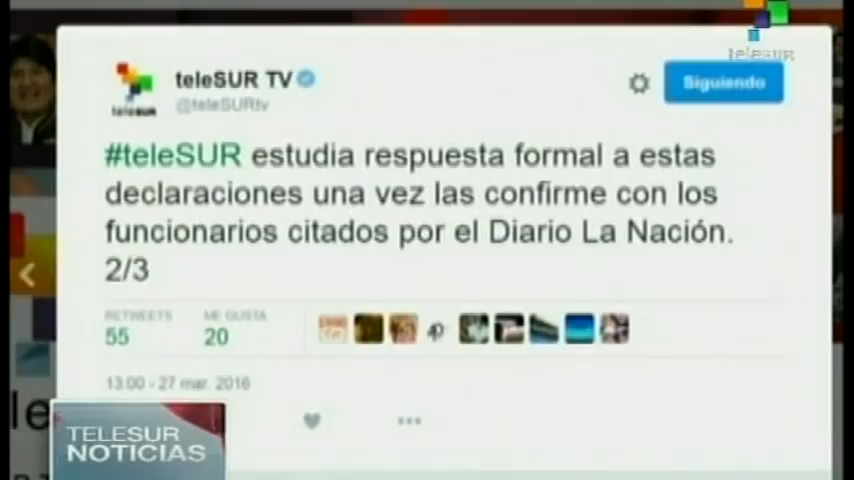 teleSUR
teleSUR TV
@teleSURtv
Siguiendo
teleSUR
#teleSUR estudia respuesta formal a estas
declaraciones una vez las confirme con los
funcionarios citados por el Diario La Nación.
2/3
RETWEETS
ME GUSTA
55
20
13:00 - 27 mar. 2016
le
TELESUR
NOTICIAS